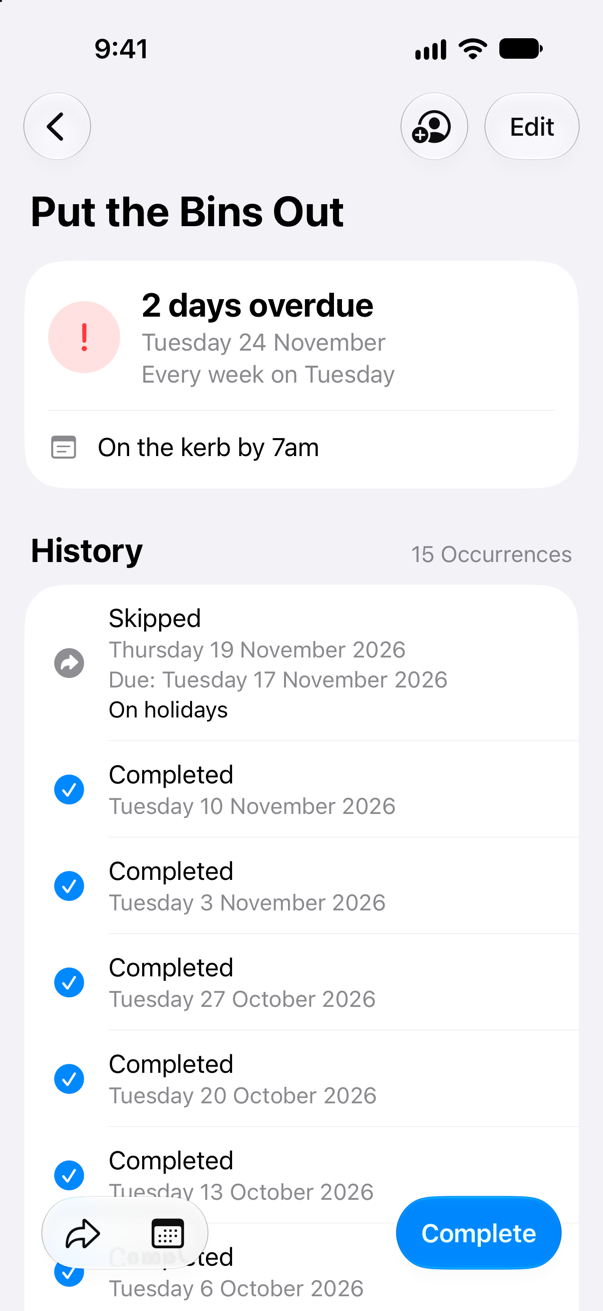 9:41
Edit
Put the Bins Out
2 days overdue
Tuesday 24 November
Every week on Tuesday
On the kerb by 7am
History
15 Occurrences
Skipped
Thursday 19 November 2026
Due: Tuesday 17 November 2026
On holidays
Completed
Tuesday 10 November 2026
Completed
Tuesday 3 November 2026
Completed
Tuesday 27 October 2026
Completed
Tuesday 20 October 2026
Completed
Tuesday 13 October 2026
Complete
Completed
Tuesday 6 October 2026